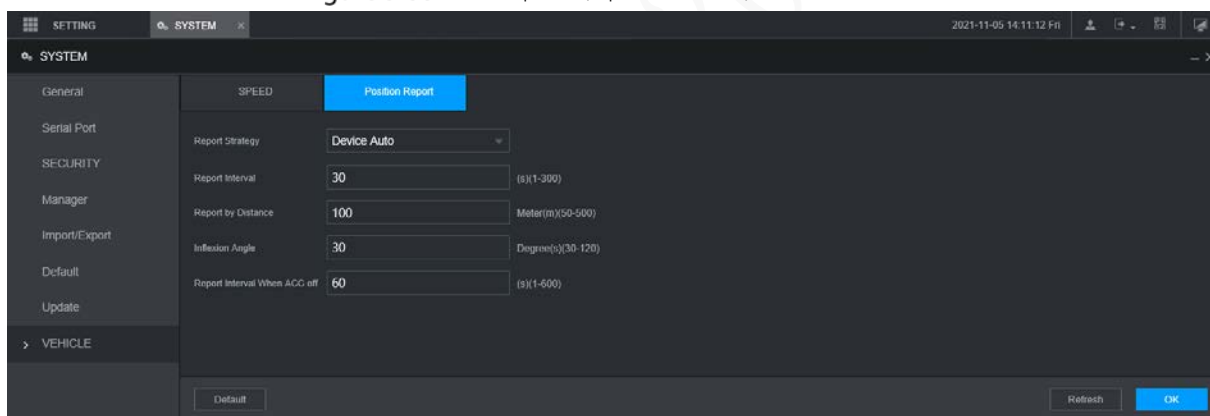 SETTING SYSTEM × 2021-11-05 14:11:12 Fri
SYSTEM
General
Serial Port
SECURITY
Manager
Import/Export
Default
Update
VEHICLE
SPEED Position Report
Report Strategy Device Auto
Report Interval 30 (s)(1-300)
Report by Distance 100 Meter(m)(50-500)
Inflexion Angle 30 Degree(s)(30-120)
Report Interval When ACC off 60 (s)(1-600)
Default Refresh OK